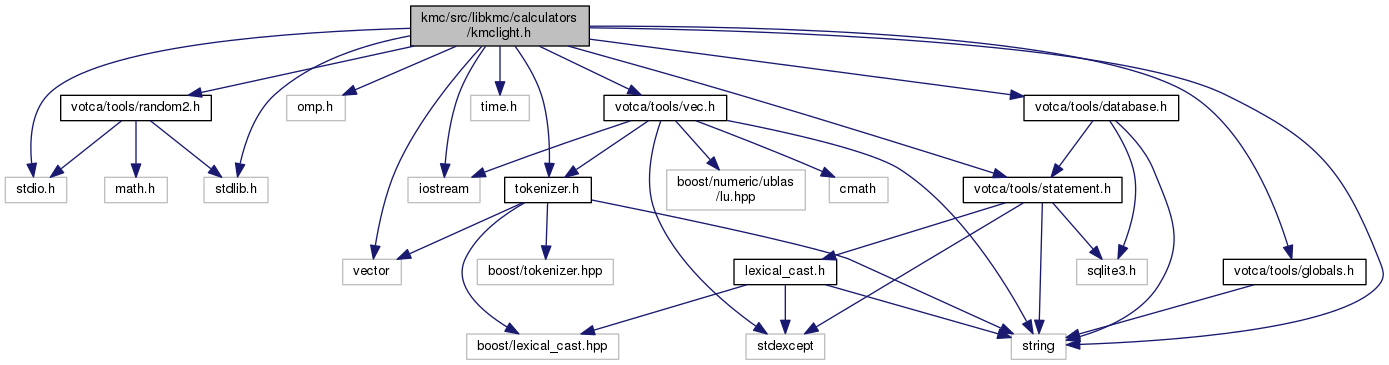 kmc/src/libkmc/calculators
/kmclight.h
votca/tools/random2.h
omp.h
time.h
votca/tools/vec.h
votca/tools/database.h
stdio.h
math.h
stdlib.h
iostream
tokenizer.h
boost/numeric/ublas
/lu.hpp
cmath
votca/tools/statement.h
vector
boost/tokenizer.hpp
lexical_cast.h
sqlite3.h
votca/tools/globals.h
boost/lexical_cast.hpp
stdexcept
string